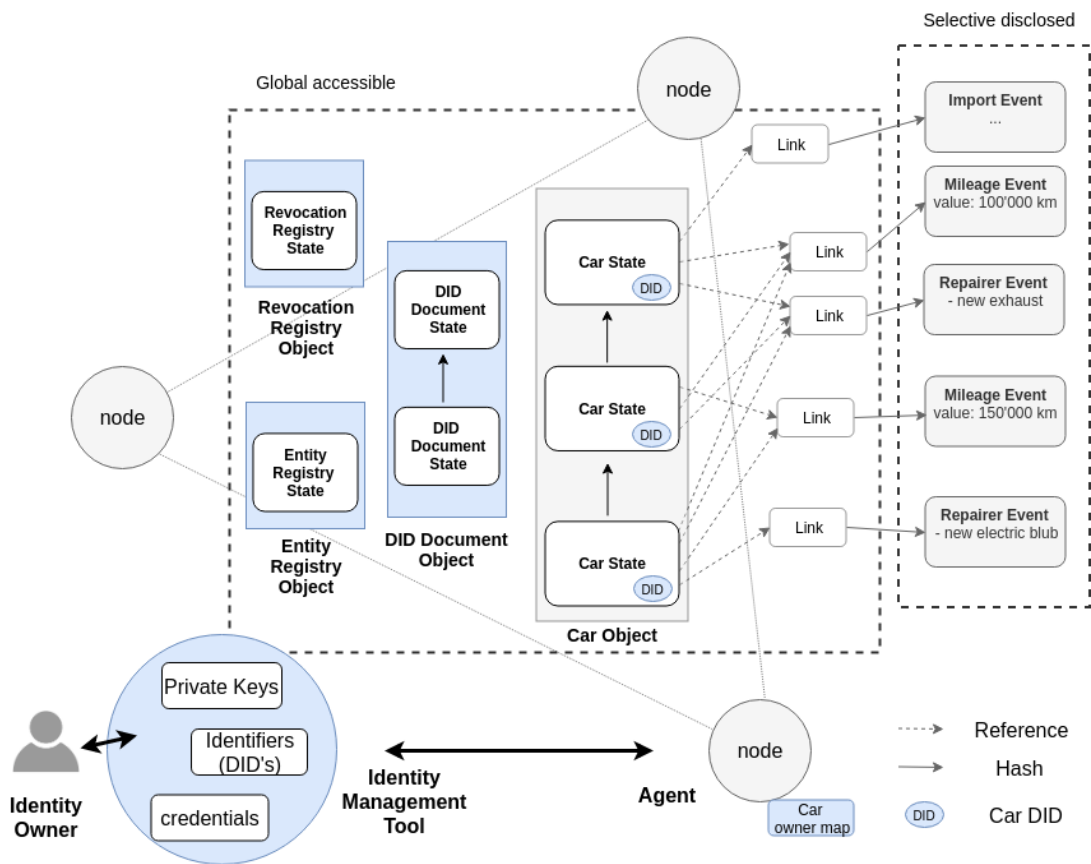 Selective disclosed
Global accessible
node
Import Event
...
Link
Mileage Event
value: 100'000 km
Revocation
Registry
State
Car State
DID
Link
Revocation
Registry
Object
DID
Document
State
Link
Repairer Event
- new exhaust
node
Car State
DID
Link
Mileage Event
value: 150'000 km
Entity
Registry
State
DID
Document
State
Entity
Registry
Object
DID Document
Object
Car State
DID
Link
Repairer Event
- new electric blub
Car Object
Private Keys
Identifiers
(DID's)
credentials
Identity
Owner
Identity
Management
Tool
Agent
node
Car
owner map
Reference
Hash
DID
Car DID